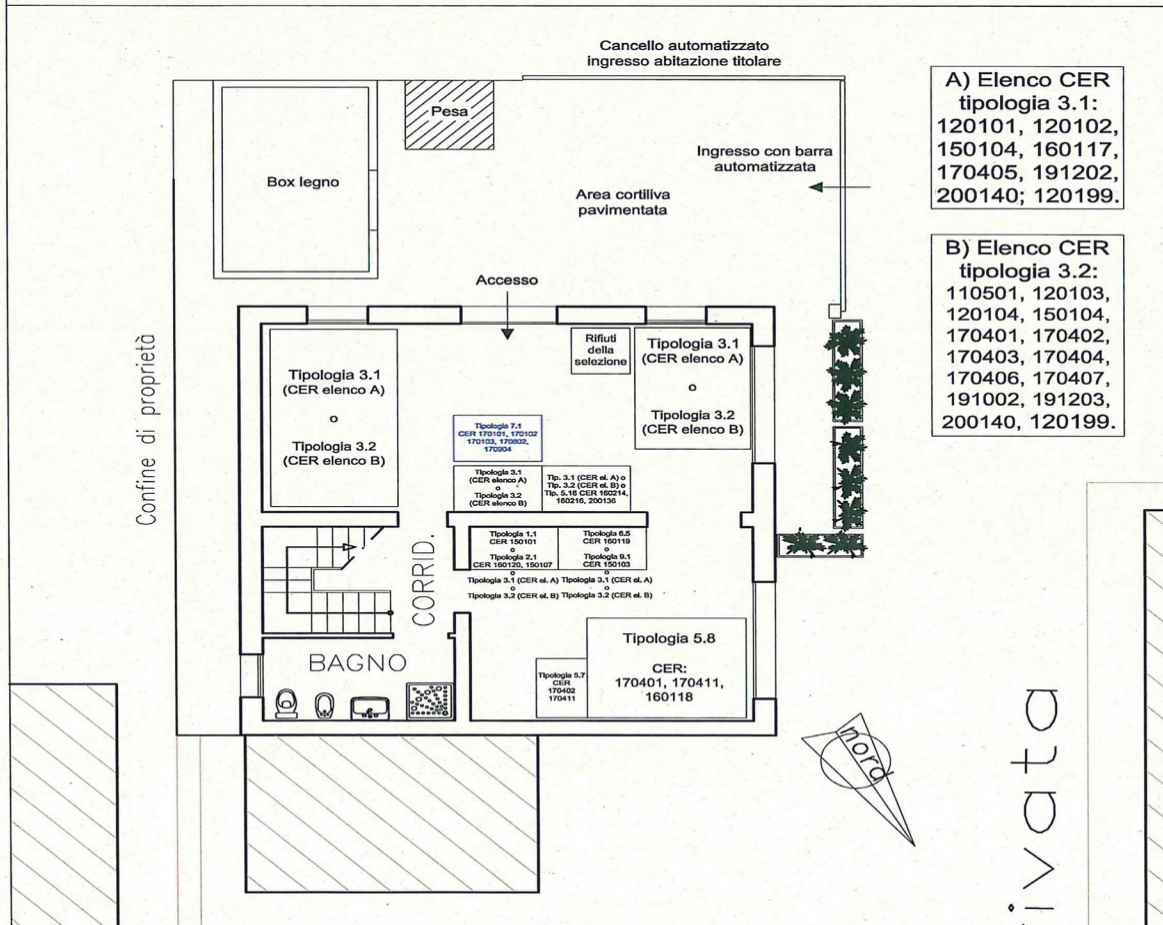 Cancello automatizzato
ingresso abitazione titolare
Pesa
Box legno
Ingresso con barra
automatizzata
Area cortiliva
pavimentata
A) Elenco CER
tipologia 3.1:
120101, 120102,
150104, 160117,
170405, 191202,
200140; 120199.
B) Elenco CER
tipologia 3.2:
110501, 120103,
120104, 150104,
170401, 170402,
170403, 170404,
170406, 170407,
191002, 191203,
200140, 120199.
Accesso
Confine di proprietà
Tipologia 3.1
(CER elenco A)
o
Tipologia 3.2
(CER elenco B)
Rifiuti
della
selezione
Tipologia 3.1
(CER elenco A)
o
Tipologia 3.2
(CER elenco B)
Tipologia 7.1
CER 170101, 170102
170103, 170802,
170904
Tipologia 3.1
(CER elenco A)
o
Tipologia 3.2
(CER elenco B)
Tip. 3.1 (CER el. A) o
Tip. 3.2 (CER el. B) o
Tip. 5.16 CER 160214,
160216, 200136
Tipologia 1.1
CER 150101
o
Tipologia 2.1
CER 160120, 150107
o
Tipologia 3.1 (CER el. A)
o
Tipologia 3.2 (CER el. B)
Tipologia 6.5
CER 160119
o
Tipologia 9.1
CER 150103
o
Tipologia 3.1 (CER el. A)
o
Tipologia 3.2 (CER el. B)
CORRID.
BAGNO
Tipologia 5.7
CER
170402
170411
Tipologia 5.8
CER:
170401, 170411,
160118
nord
ivata